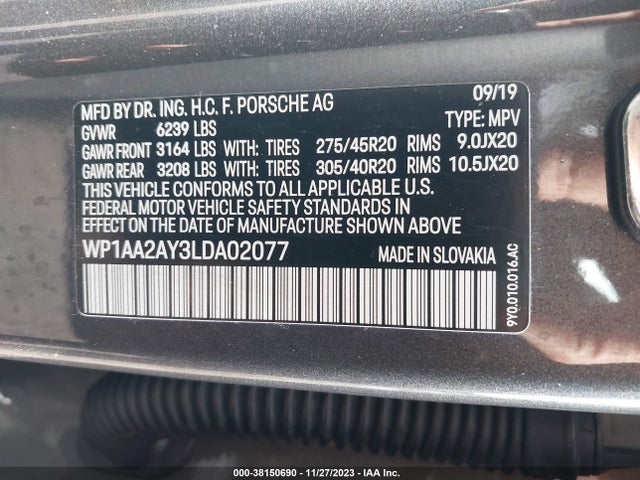 MFD BY DR. ING. H.C. F. PORSCHE AG 09/19
GVWR 6239 LBS TYPE: MPV
GAWR FRONT 3164 LBS WITH: TIRES 275/45R20 RIMS 9.0JX20
GAWR REAR 3208 LBS WITH: TIRES 305/40R20 RIMS 10.5JX20
THIS VEHICLE CONFORMS TO ALL APPLICABLE U.S.
FEDERAL MOTOR VEHICLE SAFETY STANDARDS IN
EFFECT ON THE DATE OF MANUFACTURE SHOWN ABOVE
WP1AA2AY3LDA02077 MADE IN SLOVAKIA
9Y0.010.016.AC
000-38150690 - 11/27/2023 - IAA Inc.